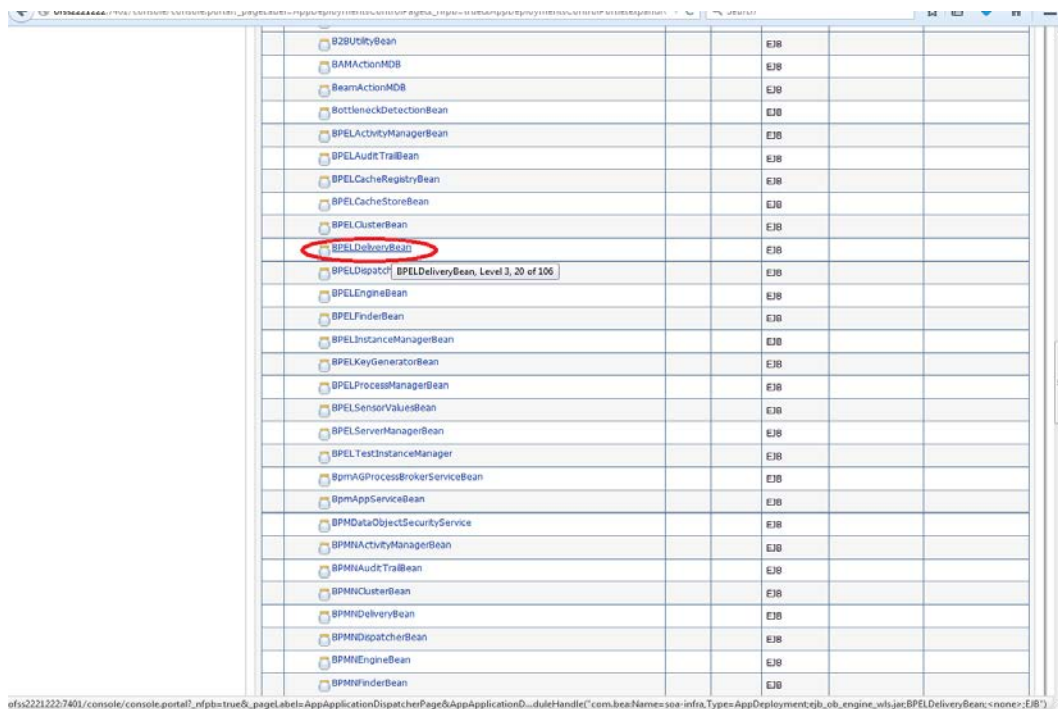 B2BUtilityBean EJB
BAMActionMDB EJB
BeamActionMDB EJB
BottleneckDetectionBean EJB
BPELActivityManagerBean EJB
BPELAuditTrailBean EJB
BPELCacheRegistryBean EJB
BPELCacheStoreBean EJB
BPELClusterBean EJB
BPELDeliveryBean EJB
BPELDispatch BPELDeliveryBean, Level 3, 20 of 106 EJB
BPELEngineBean EJB
BPELFinderBean EJB
BPELInstanceManagerBean EJB
BPELKeyGeneratorBean EJB
BPELProcessManagerBean EJB
BPELSensorValuesBean EJB
BPELServerManagerBean EJB
BPELTestInstanceManager EJB
BpmAGProcessBrokerServiceBean EJB
BpmAppServiceBean EJB
BPMDataObjectSecurityService EJB
BPMNActivityManagerBean EJB
BPMNAuditTrailBean EJB
BPMNClusterBean EJB
BPMNDeliveryBean EJB
BPMNDispatcherBean EJB
BPMNEngineBean EJB
BPMNFinderBean EJB
ofss2221222:7401/console/console.portal?_nfpb=true&_pageLabel=AppApplicationDispatcherPage&AppApplicationD...duleHandle("com.bea:Name=soa-infra,Type=AppDeployment;ejb_ob_engine_wls.jar;BPELDeliveryBean;<none>;EJB")